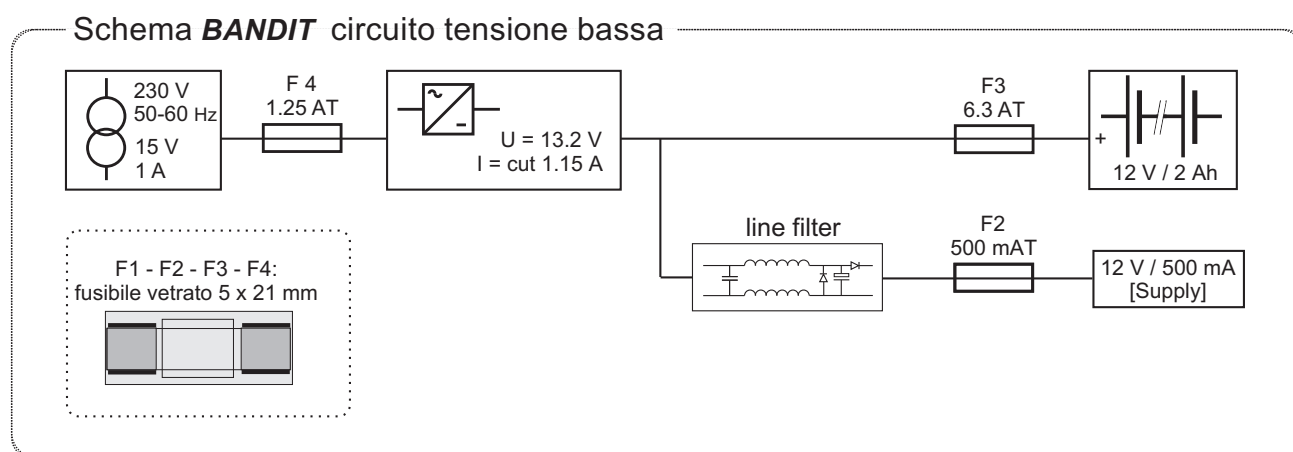 Schema BANDIT circuito tensione bassa
230 V
50-60 Hz
15 V
1 A
F 4
1.25 AT
~
-
U = 13.2 V
I = cut 1.15 A
F3
6.3 AT
+
12 V / 2 Ah
line filter
F2
500 mAT
12 V / 500 mA
[Supply]
F1 - F2 - F3 - F4:
fusibile vetrato 5 x 21 mm